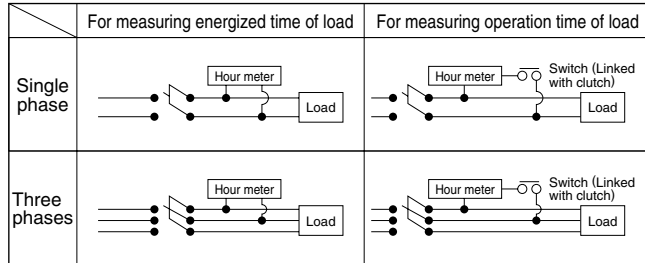 For measuring energized time of load
For measuring operation time of load
Single
phase
Hour meter
Load
Hour meter
Switch (Linked
with clutch)
Load
Three
phases
Hour meter
Load
Hour meter
Switch (Linked
with clutch)
Load